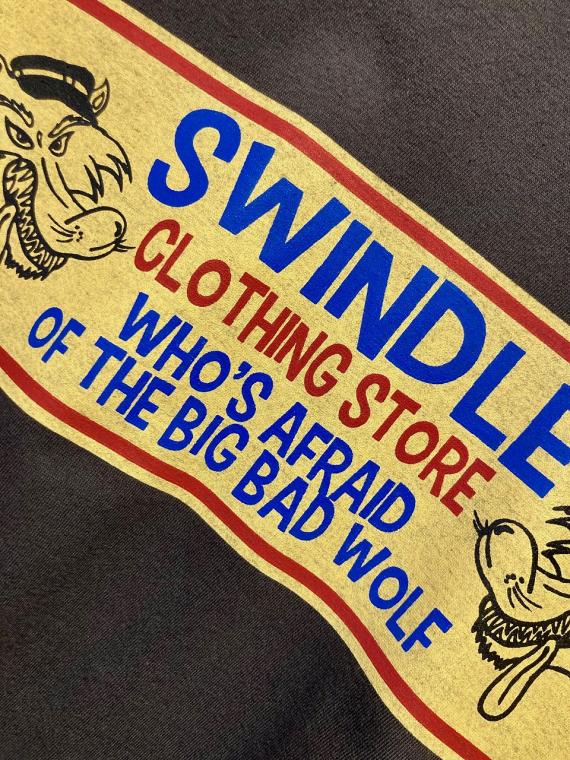 SWINDLE
CLOTHING STORE
WHO'S AFRAID
OF THE BIG BAD WOLF